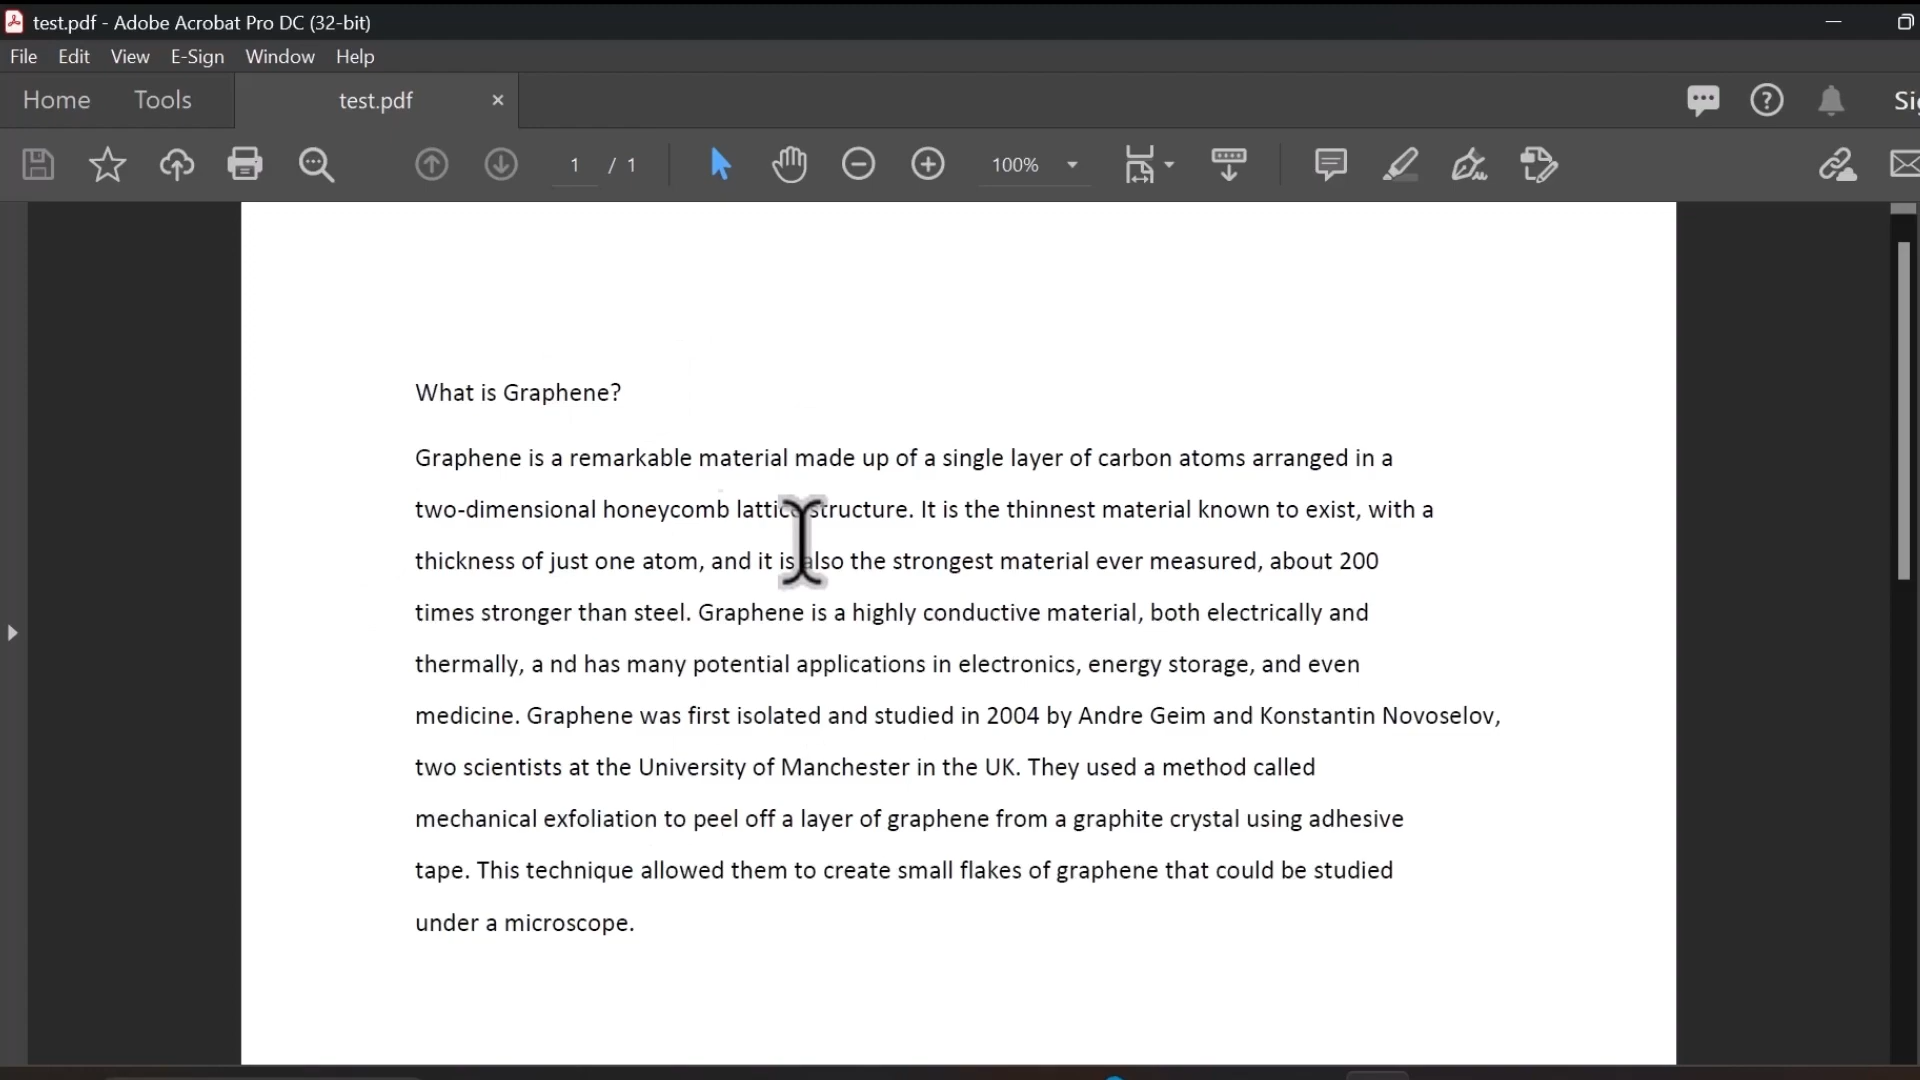 test.pdf - Adobe Acrobat Pro DC (32-bit)
File Edit View E-Sign Window Help
Home Tools test.pdf
1 / 1 100%
What is Graphene?
Graphene is a remarkable material made up of a single layer of carbon atoms arranged in a
two-dimensional honeycomb lattice structure. It is the thinnest material known to exist, with a
thickness of just one atom, and it is also the strongest material ever measured, about 200
times stronger than steel. Graphene is a highly conductive material, both electrically and
thermally, a nd has many potential applications in electronics, energy storage, and even
medicine. Graphene was first isolated and studied in 2004 by Andre Geim and Konstantin Novoselov,
two scientists at the University of Manchester in the UK. They used a method called
mechanical exfoliation to peel off a layer of graphene from a graphite crystal using adhesive
tape. This technique allowed them to create small flakes of graphene that could be studied
under a microscope.